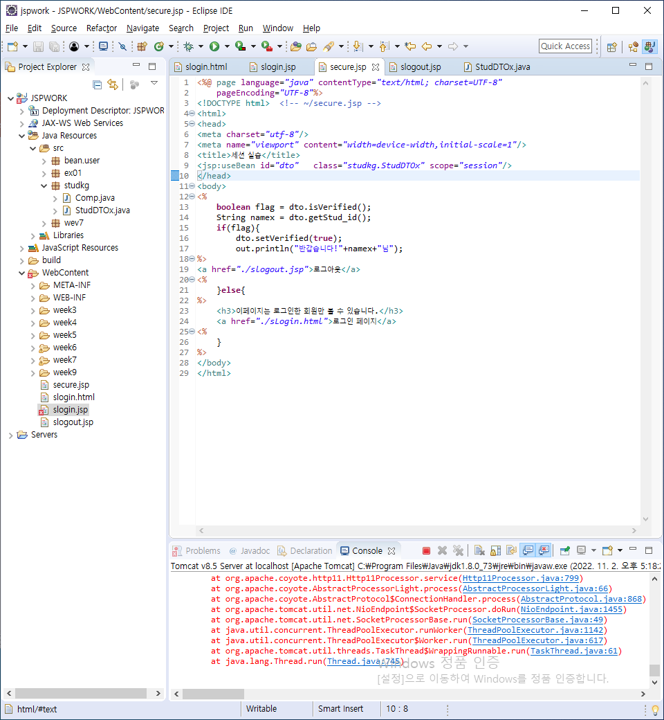 jspwork - JSPWORK/WebContent/secure.jsp - Eclipse IDE
File Edit Source Refactor Navigate Search Project Run Window Help
Quick Access
Project Explorer
slogin.html slogin.jsp secure.jsp slogout.jsp StudDTOx.java
JSPWORK
Deployment Descriptor: JSPWORK
JAX-WS Web Services
Java Resources
src
bean.user
ex01
studkg
Comp.java
StudDTOx.java
wev7
Libraries
JavaScript Resources
build
WebContent
META-INF
WEB-INF
week3
week4
week5
week6
week7
week9
secure.jsp
slogin.html
slogin.jsp
slogout.jsp
Servers
1 <%@ page language="java" contentType="text/html; charset=UTF-8"
2 pageEncoding="UTF-8"%>
3 <!DOCTYPE html> <!-- ~/secure.jsp -->
4 <html>
5 <head>
6 <meta charset="utf-8"/>
7 <meta name="viewport" content="width=device-width,initial-scale=1"/>
8 <title>세션 실습</title>
9 <jsp:useBean id="dto" class="studkg.StudDTOx" scope="session"/>
10 </head>
11 <body>
12 <%
13 boolean flag = dto.isVerified();
14 String namex = dto.getStud_id();
15 if(flag){
16 dto.setVerified(true);
17 out.println("반갑습니다!"+namex+"님");
18 %>
19 <a href="./slogout.jsp">로그아웃</a>
20 <%
21 }else{
22 %>
23 <h3>이페이지는 로그인한 회원만 볼 수 있습니다.</h3>
24 <a href="./sLogin.html">로그인 페이지</a>
25 <%
26 }
27 %>
28 </body>
29 </html>
Problems Javadoc Declaration Console
Tomcat v8.5 Server at localhost [Apache Tomcat] C:₩Program Files₩Java₩jdk1.8.0_73₩jre₩bin₩javaw.exe (2022. 11. 2. 오후 5:18:2
at org.apache.coyote.http11.Http11Processor.service(Http11Processor.java:799)
at org.apache.coyote.AbstractProcessorLight.process(AbstractProcessorLight.java:66)
at org.apache.coyote.AbstractProtocol$ConnectionHandler.process(AbstractProtocol.java:868)
at org.apache.tomcat.util.net.NioEndpoint$SocketProcessor.doRun(NioEndpoint.java:1455)
at org.apache.tomcat.util.net.SocketProcessorBase.run(SocketProcessorBase.java:49)
at java.util.concurrent.ThreadPoolExecutor.runWorker(ThreadPoolExecutor.java:1142)
at java.util.concurrent.ThreadPoolExecutor$Worker.run(ThreadPoolExecutor.java:617)
at org.apache.tomcat.util.threads.TaskThread$WrappingRunnable.run(TaskThread.java:61)
at java.lang.Thread.run(Thread.java:745)
Windows 정품 인증
[설정]으로 이동하여 Windows를 정품 인증합니다.
html/#text Writable Smart Insert 10 : 8